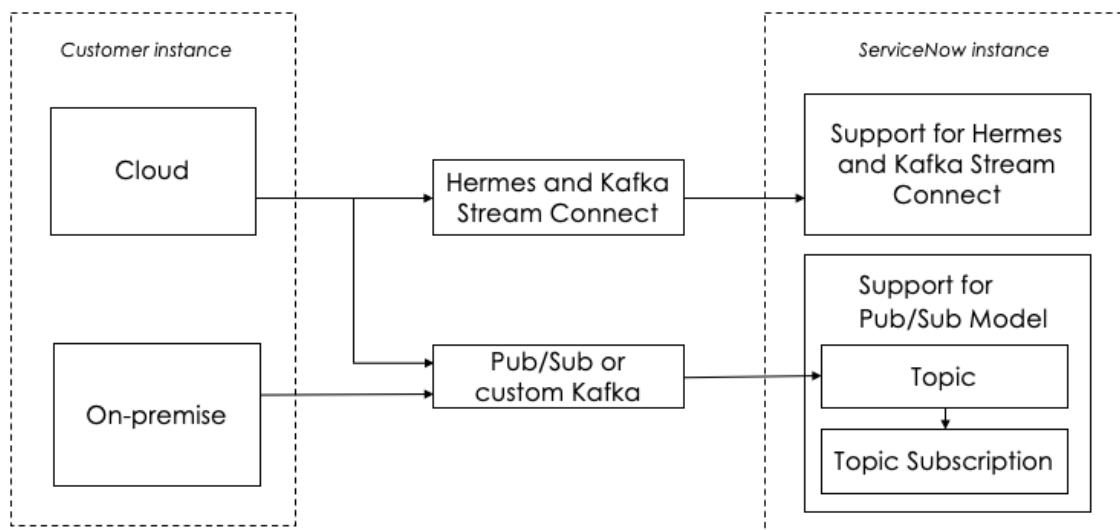 Customer instance
ServiceNow instance
Cloud
Hermes and Kafka
Stream Connect
Support for Hermes
and Kafka Stream
Connect
On-premise
Pub/Sub or
custom Kafka
Support for
Pub/Sub Model
Topic
Topic Subscription